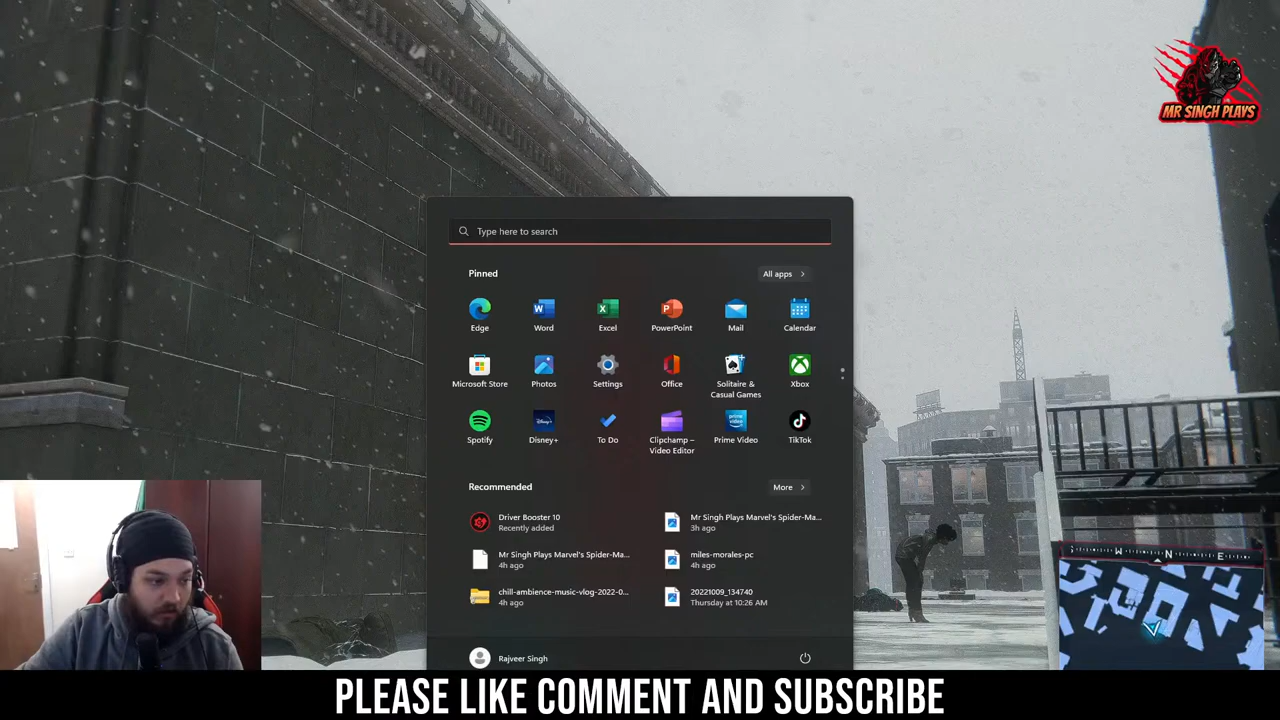 MR SINGH PLAYS
Type here to search
Pinned
All apps
Edge
Word
Excel
PowerPoint
Mail
Calendar
Microsoft Store
Photos
Settings
Office
Solitaire &
Casual Games
Xbox
Spotify
Disney+
To Do
Clipchamp –
Video Editor
Prime Video
TikTok
Recommended
More
Driver Booster 10
Recently added
Mr Singh Plays Marvel's Spider-Ma...
3h ago
Mr Singh Plays Marvel's Spider-Ma...
4h ago
miles-morales-pc
4h ago
chill-ambience-music-vlog-2022-0...
4h ago
20221009_134740
Thursday at 10:26 AM
Rajveer Singh
W N E
PLEASE LIKE COMMENT AND SUBSCRIBE